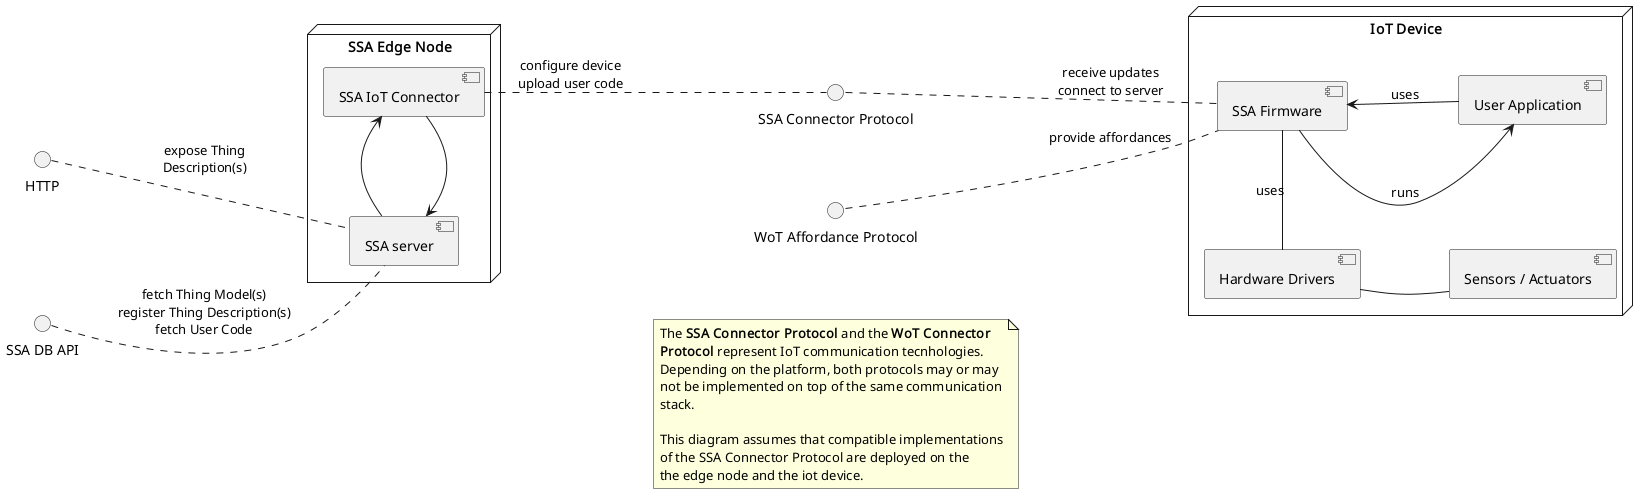 SSA Edge Node
SSA IoT Connector
SSA server
HTTP
expose Thing
Description(s)
SSA DB API
fetch Thing Model(s)
register Thing Description(s)
fetch User Code
configure device
upload user code
SSA Connector Protocol
receive updates
connect to server
WoT Affordance Protocol
provide affordances
IoT Device
SSA Firmware
uses
User Application
uses
runs
Hardware Drivers
Sensors / Actuators
The SSA Connector Protocol and the WoT Connector
Protocol represent IoT communication tecnhologies.
Depending on the platform, both protocols may or may
not be implemented on top of the same communication
stack.
This diagram assumes that compatible implementations
of the SSA Connector Protocol are deployed on the
the edge node and the iot device.